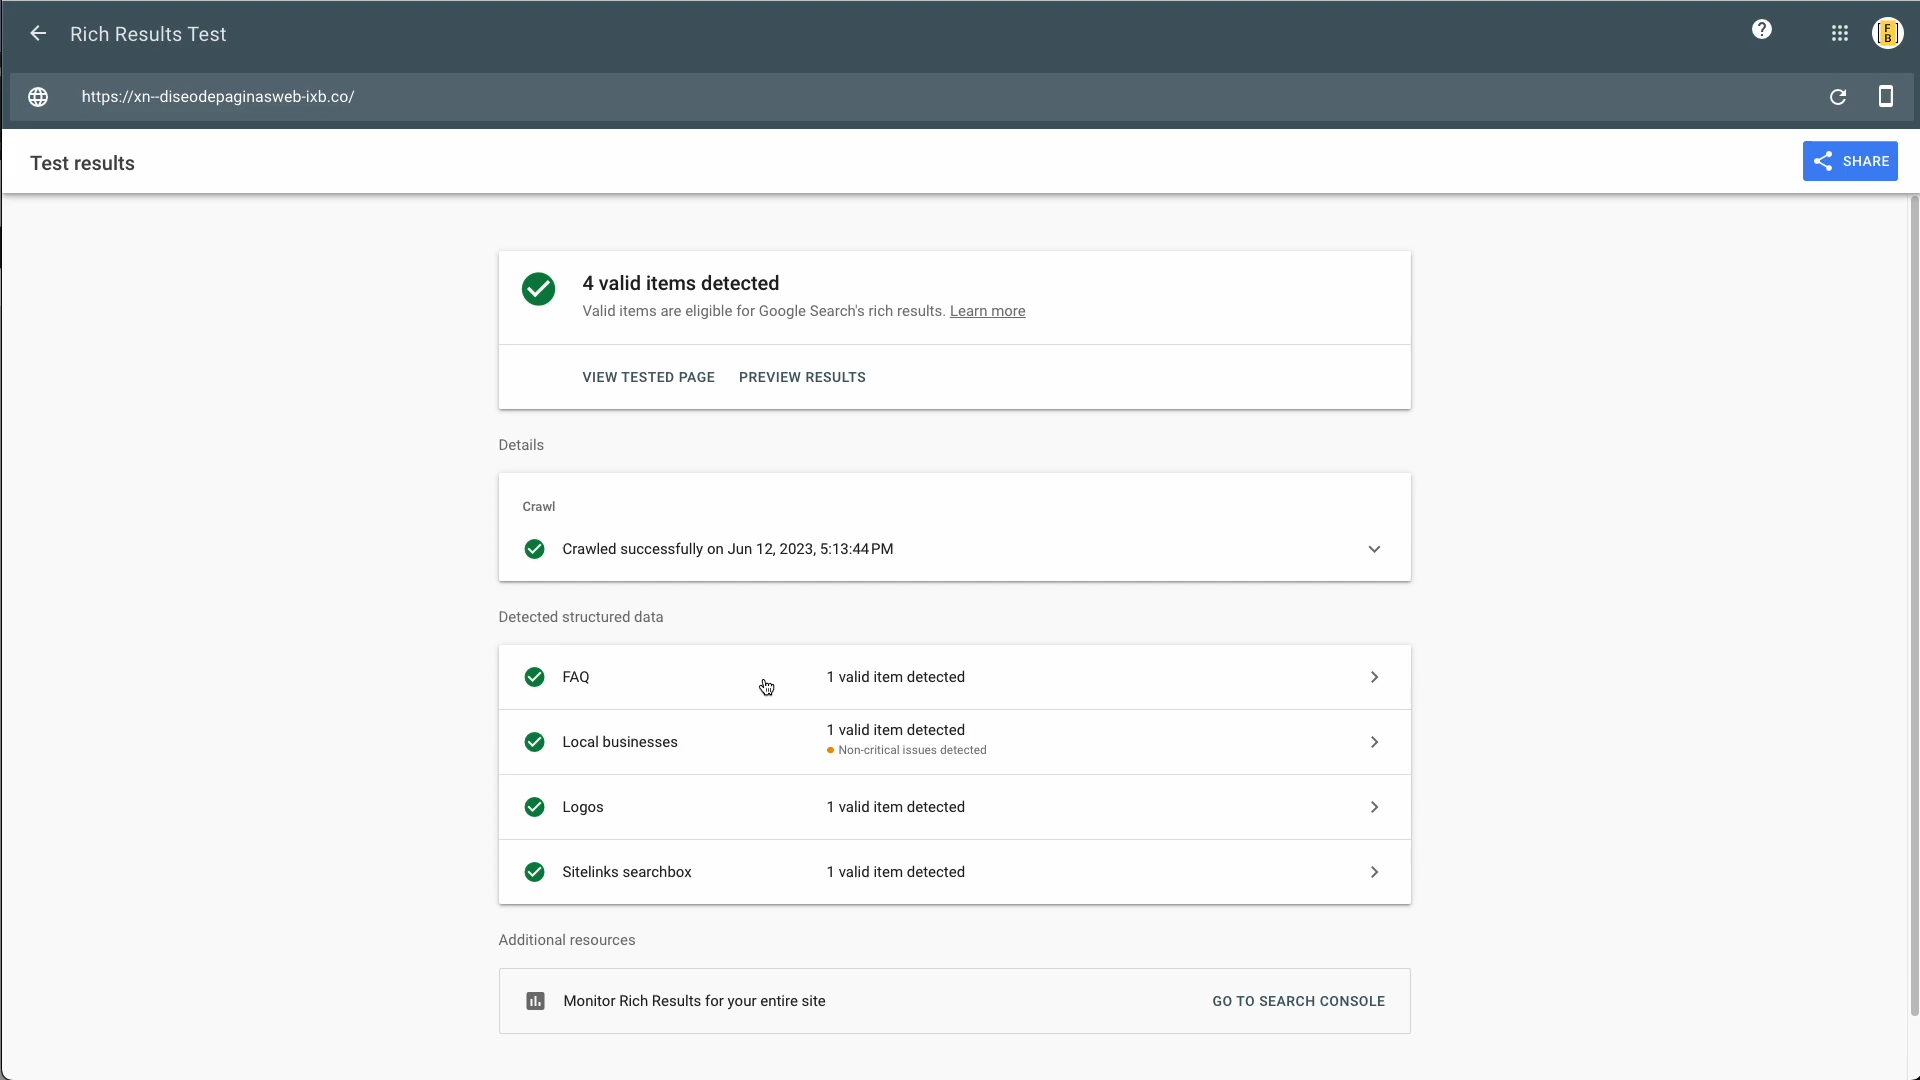 Rich Results Test
F
B
https://xn--diseodepaginasweb-ixb.co/
Test results
SHARE
4 valid items detected
Valid items are eligible for Google Search's rich results. Learn more
VIEW TESTED PAGE PREVIEW RESULTS
Details
Crawl
Crawled successfully on Jun 12, 2023, 5:13:44 PM
Detected structured data
FAQ 1 valid item detected
Local businesses 1 valid item detected
Non-critical issues detected
Logos 1 valid item detected
Sitelinks searchbox 1 valid item detected
Additional resources
Monitor Rich Results for your entire site GO TO SEARCH CONSOLE